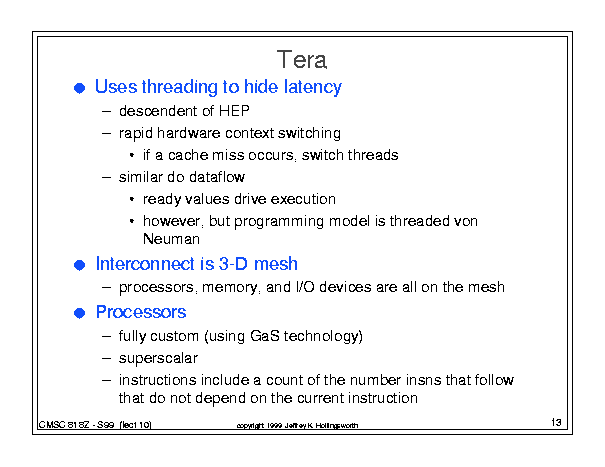 Tera
● Uses threading to hide latency
– descendent of HEP
– rapid hardware context switching
• if a cache miss occurs, switch threads
– similar do dataflow
• ready values drive execution
• however, but programming model is threaded von
Neuman
● Interconnect is 3-D mesh
– processors, memory, and I/O devices are all on the mesh
● Processors
– fully custom (using GaS technology)
– superscalar
– instructions include a count of the number insns that follow
that do not depend on the current instruction
CMSC 818Z - S99 (lect 10)
copyright 1999 Jeffrey K. Hollingsworth
13